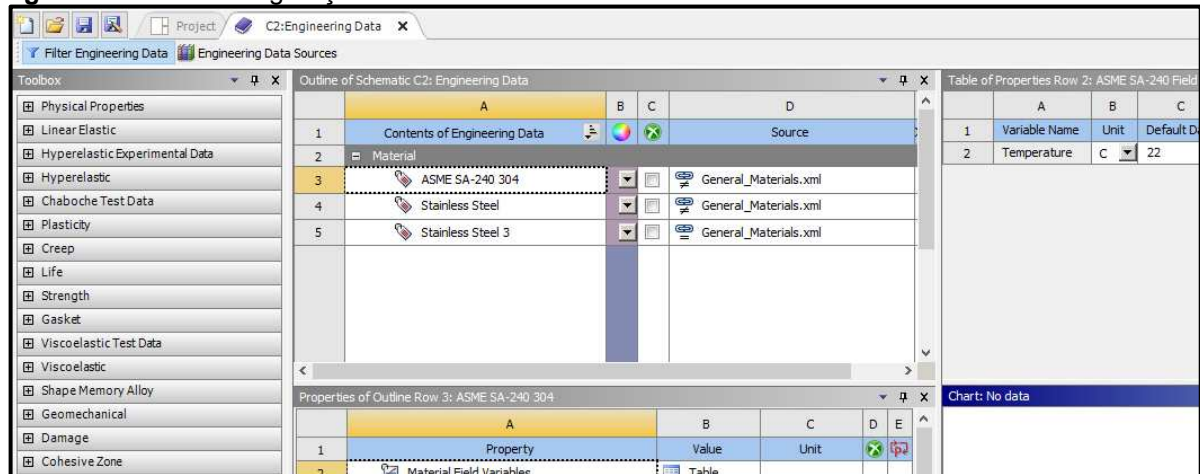 Project
C2:Engineering Data
Filter Engineering Data
Engineering Data Sources
Toolbox
Physical Properties
Linear Elastic
Hyperelastic Experimental Data
Hyperelastic
Chaboche Test Data
Plasticity
Creep
Life
Strength
Gasket
Viscoelastic Test Data
Viscoelastic
Shape Memory Alloy
Geomechanical
Damage
Cohesive Zone
Outline of Schematic C2: Engineering Data
A B C D
1 Contents of Engineering Data Source
2 Material
3 ASME SA-240 304 General_Materials.xml
4 Stainless Steel General_Materials.xml
5 Stainless Steel 3 General_Materials.xml
Properties of Outline Row 3: ASME SA-240 304
A B C D E
1 Property Value Unit
2 Material Field Variables Table
Table of Properties Row 2: ASME SA-240 Field
A B C
1 Variable Name Unit Default Da
2 Temperature C 22
Chart: No data